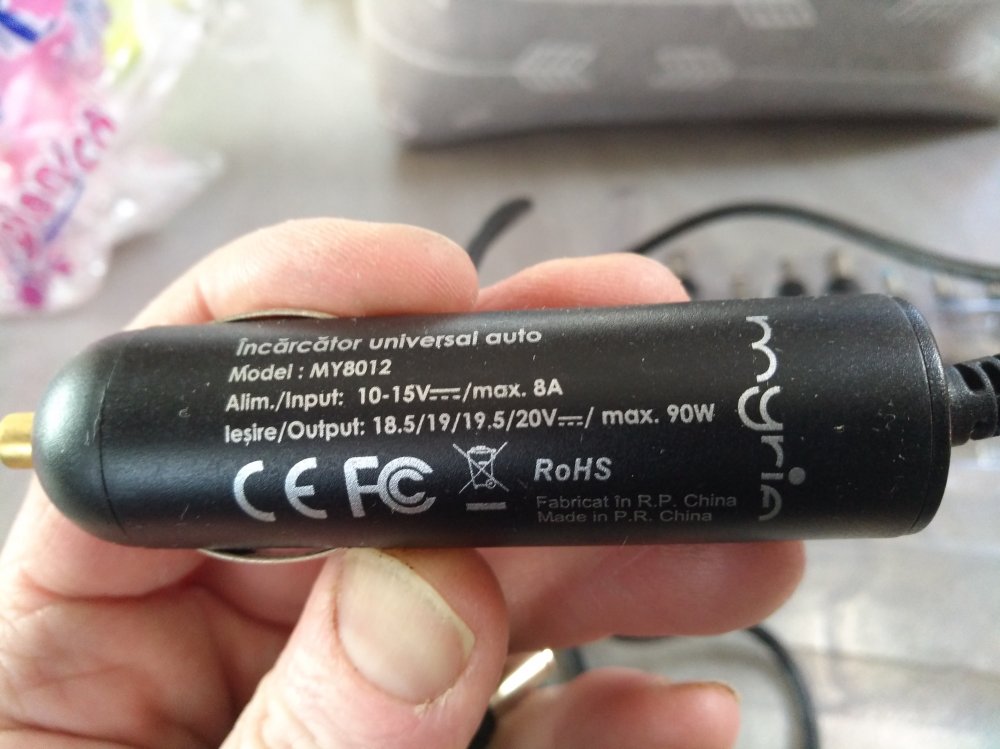 Încărcător universal auto
Model : MY8012
Alim./Input: 10-15V⎓/max. 8A
Ieșire/Output: 18.5/19/19.5/20V⎓/ max. 90W
CE FC RoHS
Fabricat în R.P. China
Made in P.R. China
myria